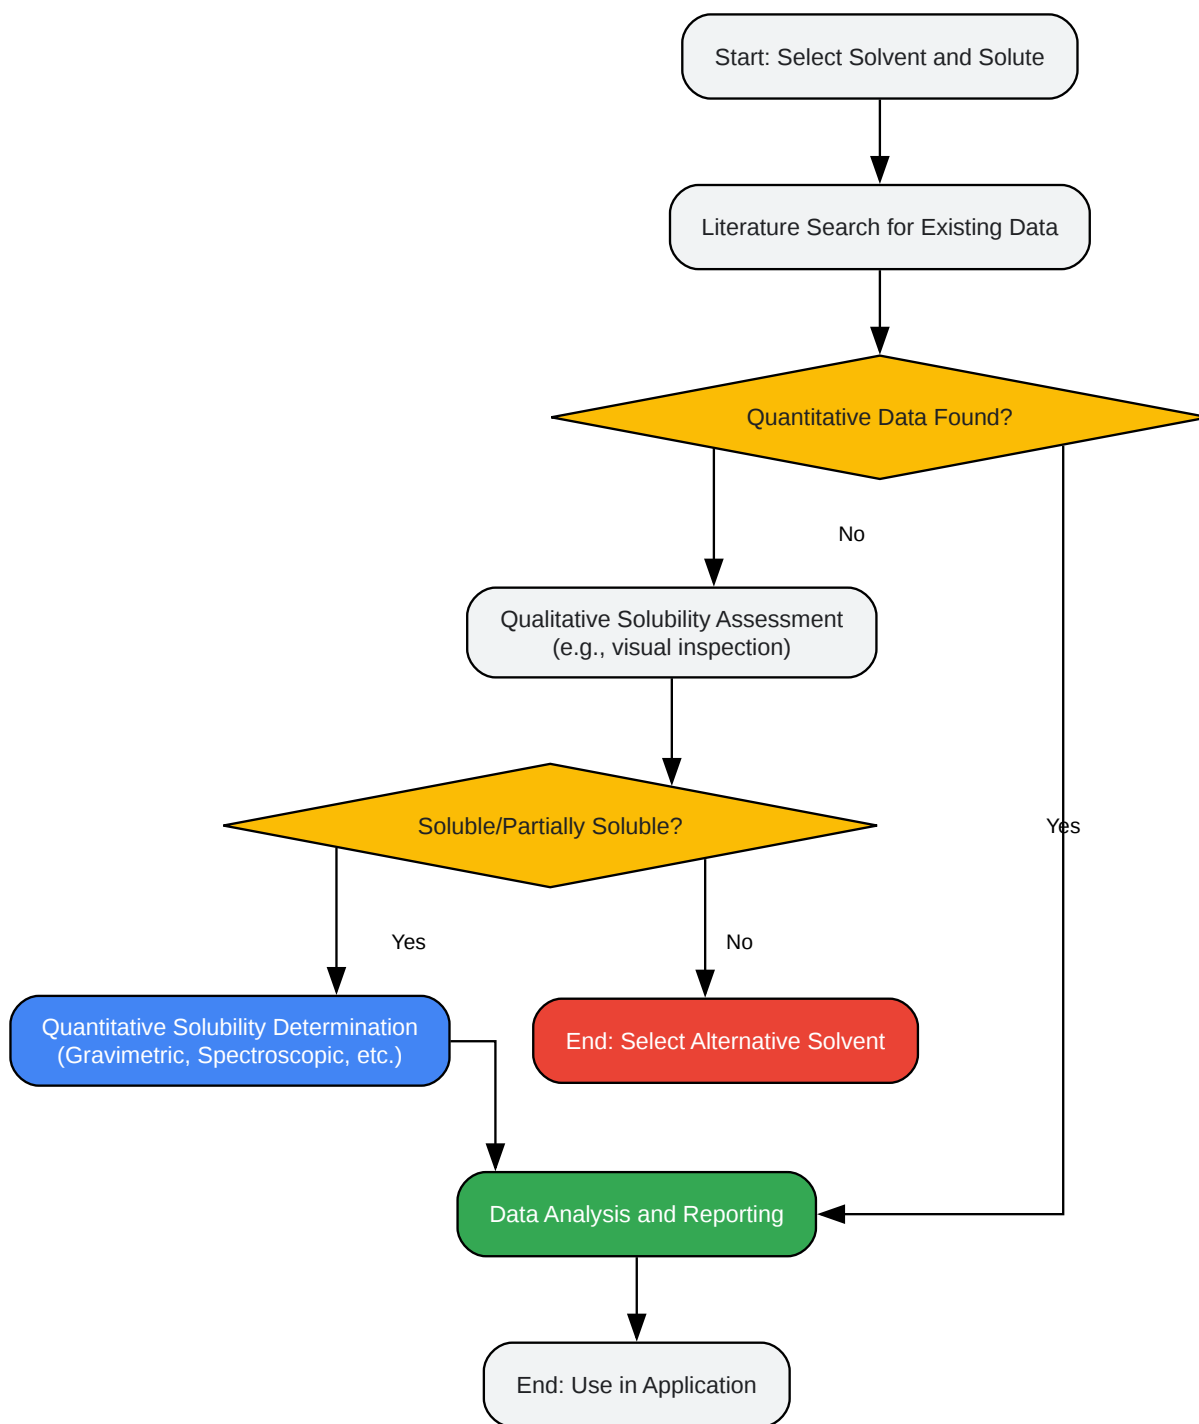 Start: Select Solvent and Solute
Literature Search for Existing Data
Quantitative Data Found?
No
Qualitative Solubility Assessment
(e.g., visual inspection)
Soluble/Partially Soluble?
Yes
Yes
No
Quantitative Solubility Determination
(Gravimetric, Spectroscopic, etc.)
End: Select Alternative Solvent
Data Analysis and Reporting
End: Use in Application